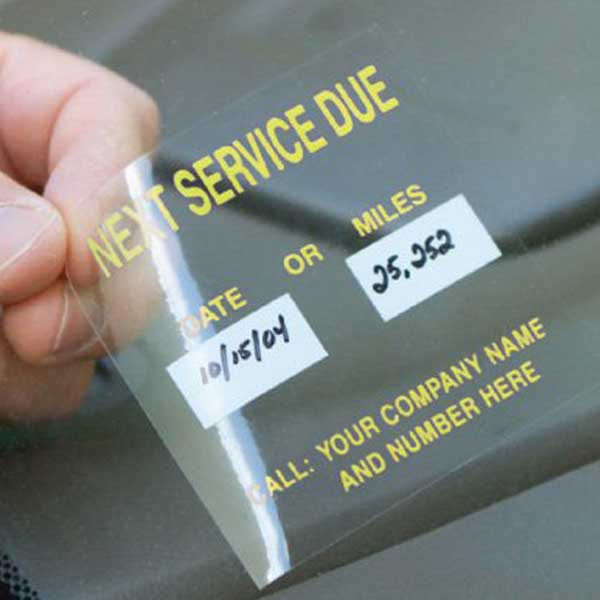 NEXT SERVICE DUE
DATE OR MILES
10/15/04 25,252
CALL: YOUR COMPANY NAME
AND NUMBER HERE